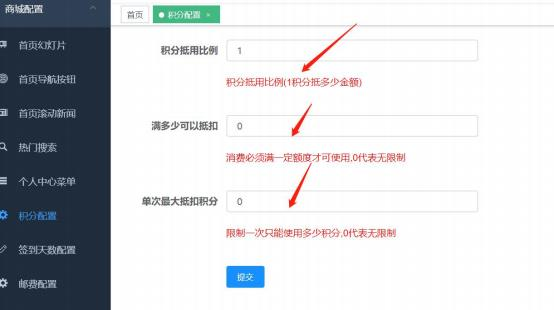 商城配置
首页
积分配置 ×
首页幻灯片
首页导航按钮
首页滚动新闻
热门搜索
个人中心菜单
积分配置
签到天数配置
邮费配置
积分抵用比例
1
积分抵用比例(1积分抵多少金额)
满多少可以抵扣
0
消费必须满一定额度才可使用,0代表无限制
单次最大抵扣积分
0
限制一次只能使用多少积分,0代表无限制
提交